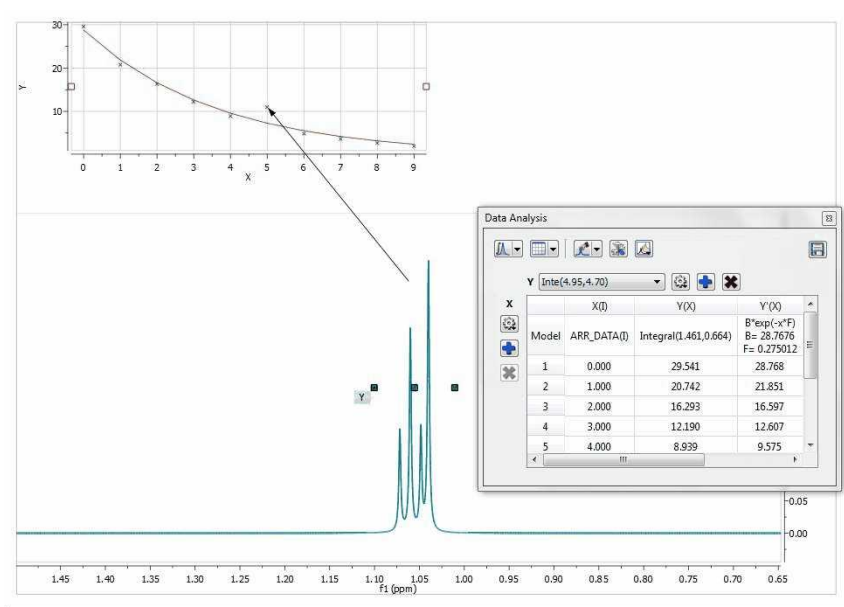 30
20
10
Y
0 1 2 3 4 5 6 7 8 9
X
Data Analysis
Y Inte(4.95,4.70)
X
X(I) Y(X) Y'(X)
Model ARR_DATA(I) Integral(1.461,0.664) B*exp(-x*F)
B= 28.7676
F= 0.275012
1 0.000 29.541 28.768
2 1.000 20.742 21.851
3 2.000 16.293 16.597
4 3.000 12.190 12.607
5 4.000 8.939 9.575
Y
0.05
0.00
1.45 1.40 1.35 1.30 1.25 1.20 1.15 1.10 1.05 1.00 0.95 0.90 0.85 0.80 0.75 0.70 0.65
f1 (ppm)